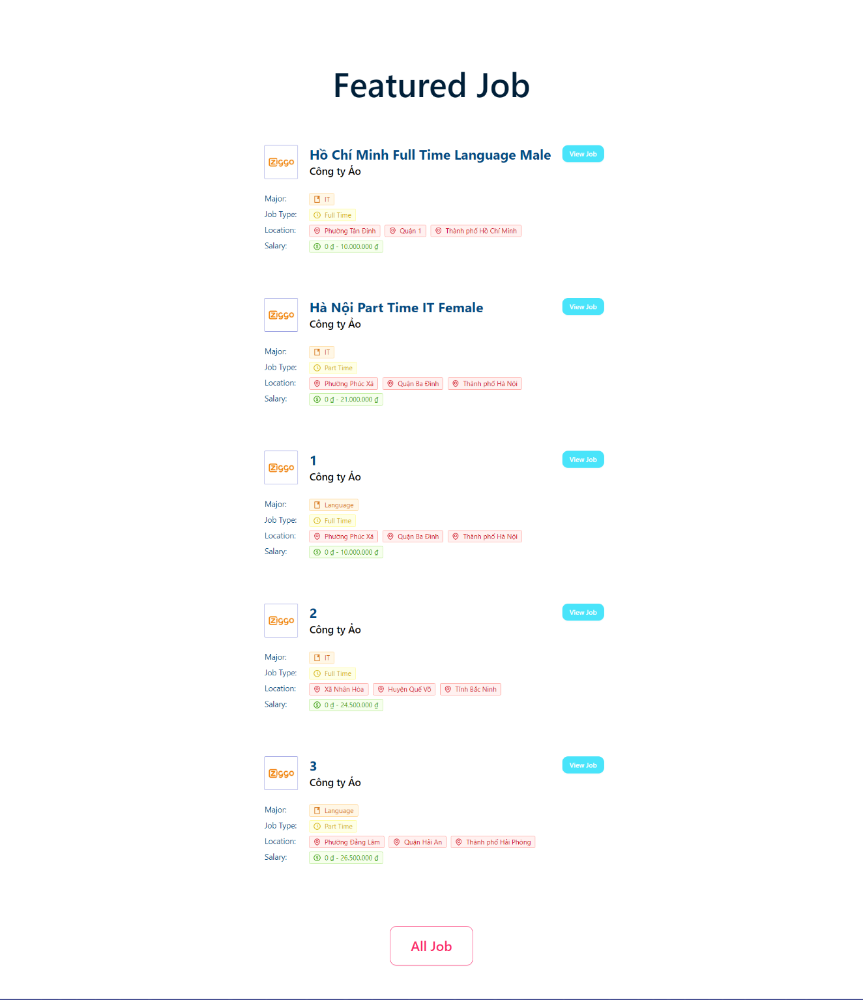 Featured Job
Ziggo
Hồ Chí Minh Full Time Language Male
View Job
Công ty Ảo
Major: IT
Job Type: Full Time
Location: Phường Tân Định Quận 1 Thành phố Hồ Chí Minh
Salary: 0 ₫ - 10.000.000 ₫
Ziggo
Hà Nội Part Time IT Female
View Job
Công ty Ảo
Major: IT
Job Type: Part Time
Location: Phường Phúc Xá Quận Ba Đình Thành phố Hà Nội
Salary: 0 ₫ - 21.000.000 ₫
Ziggo
1
View Job
Công ty Ảo
Major: Language
Job Type: Full Time
Location: Phường Phúc Xá Quận Ba Đình Thành phố Hà Nội
Salary: 0 ₫ - 10.000.000 ₫
Ziggo
2
View Job
Công ty Ảo
Major: IT
Job Type: Full Time
Location: Xã Nhân Hòa Huyện Quế Võ Tỉnh Bắc Ninh
Salary: 0 ₫ - 24.500.000 ₫
Ziggo
3
View Job
Công ty Ảo
Major: Language
Job Type: Part Time
Location: Phường Đằng Lâm Quận Hải An Thành phố Hải Phòng
Salary: 0 ₫ - 26.500.000 ₫
All Job